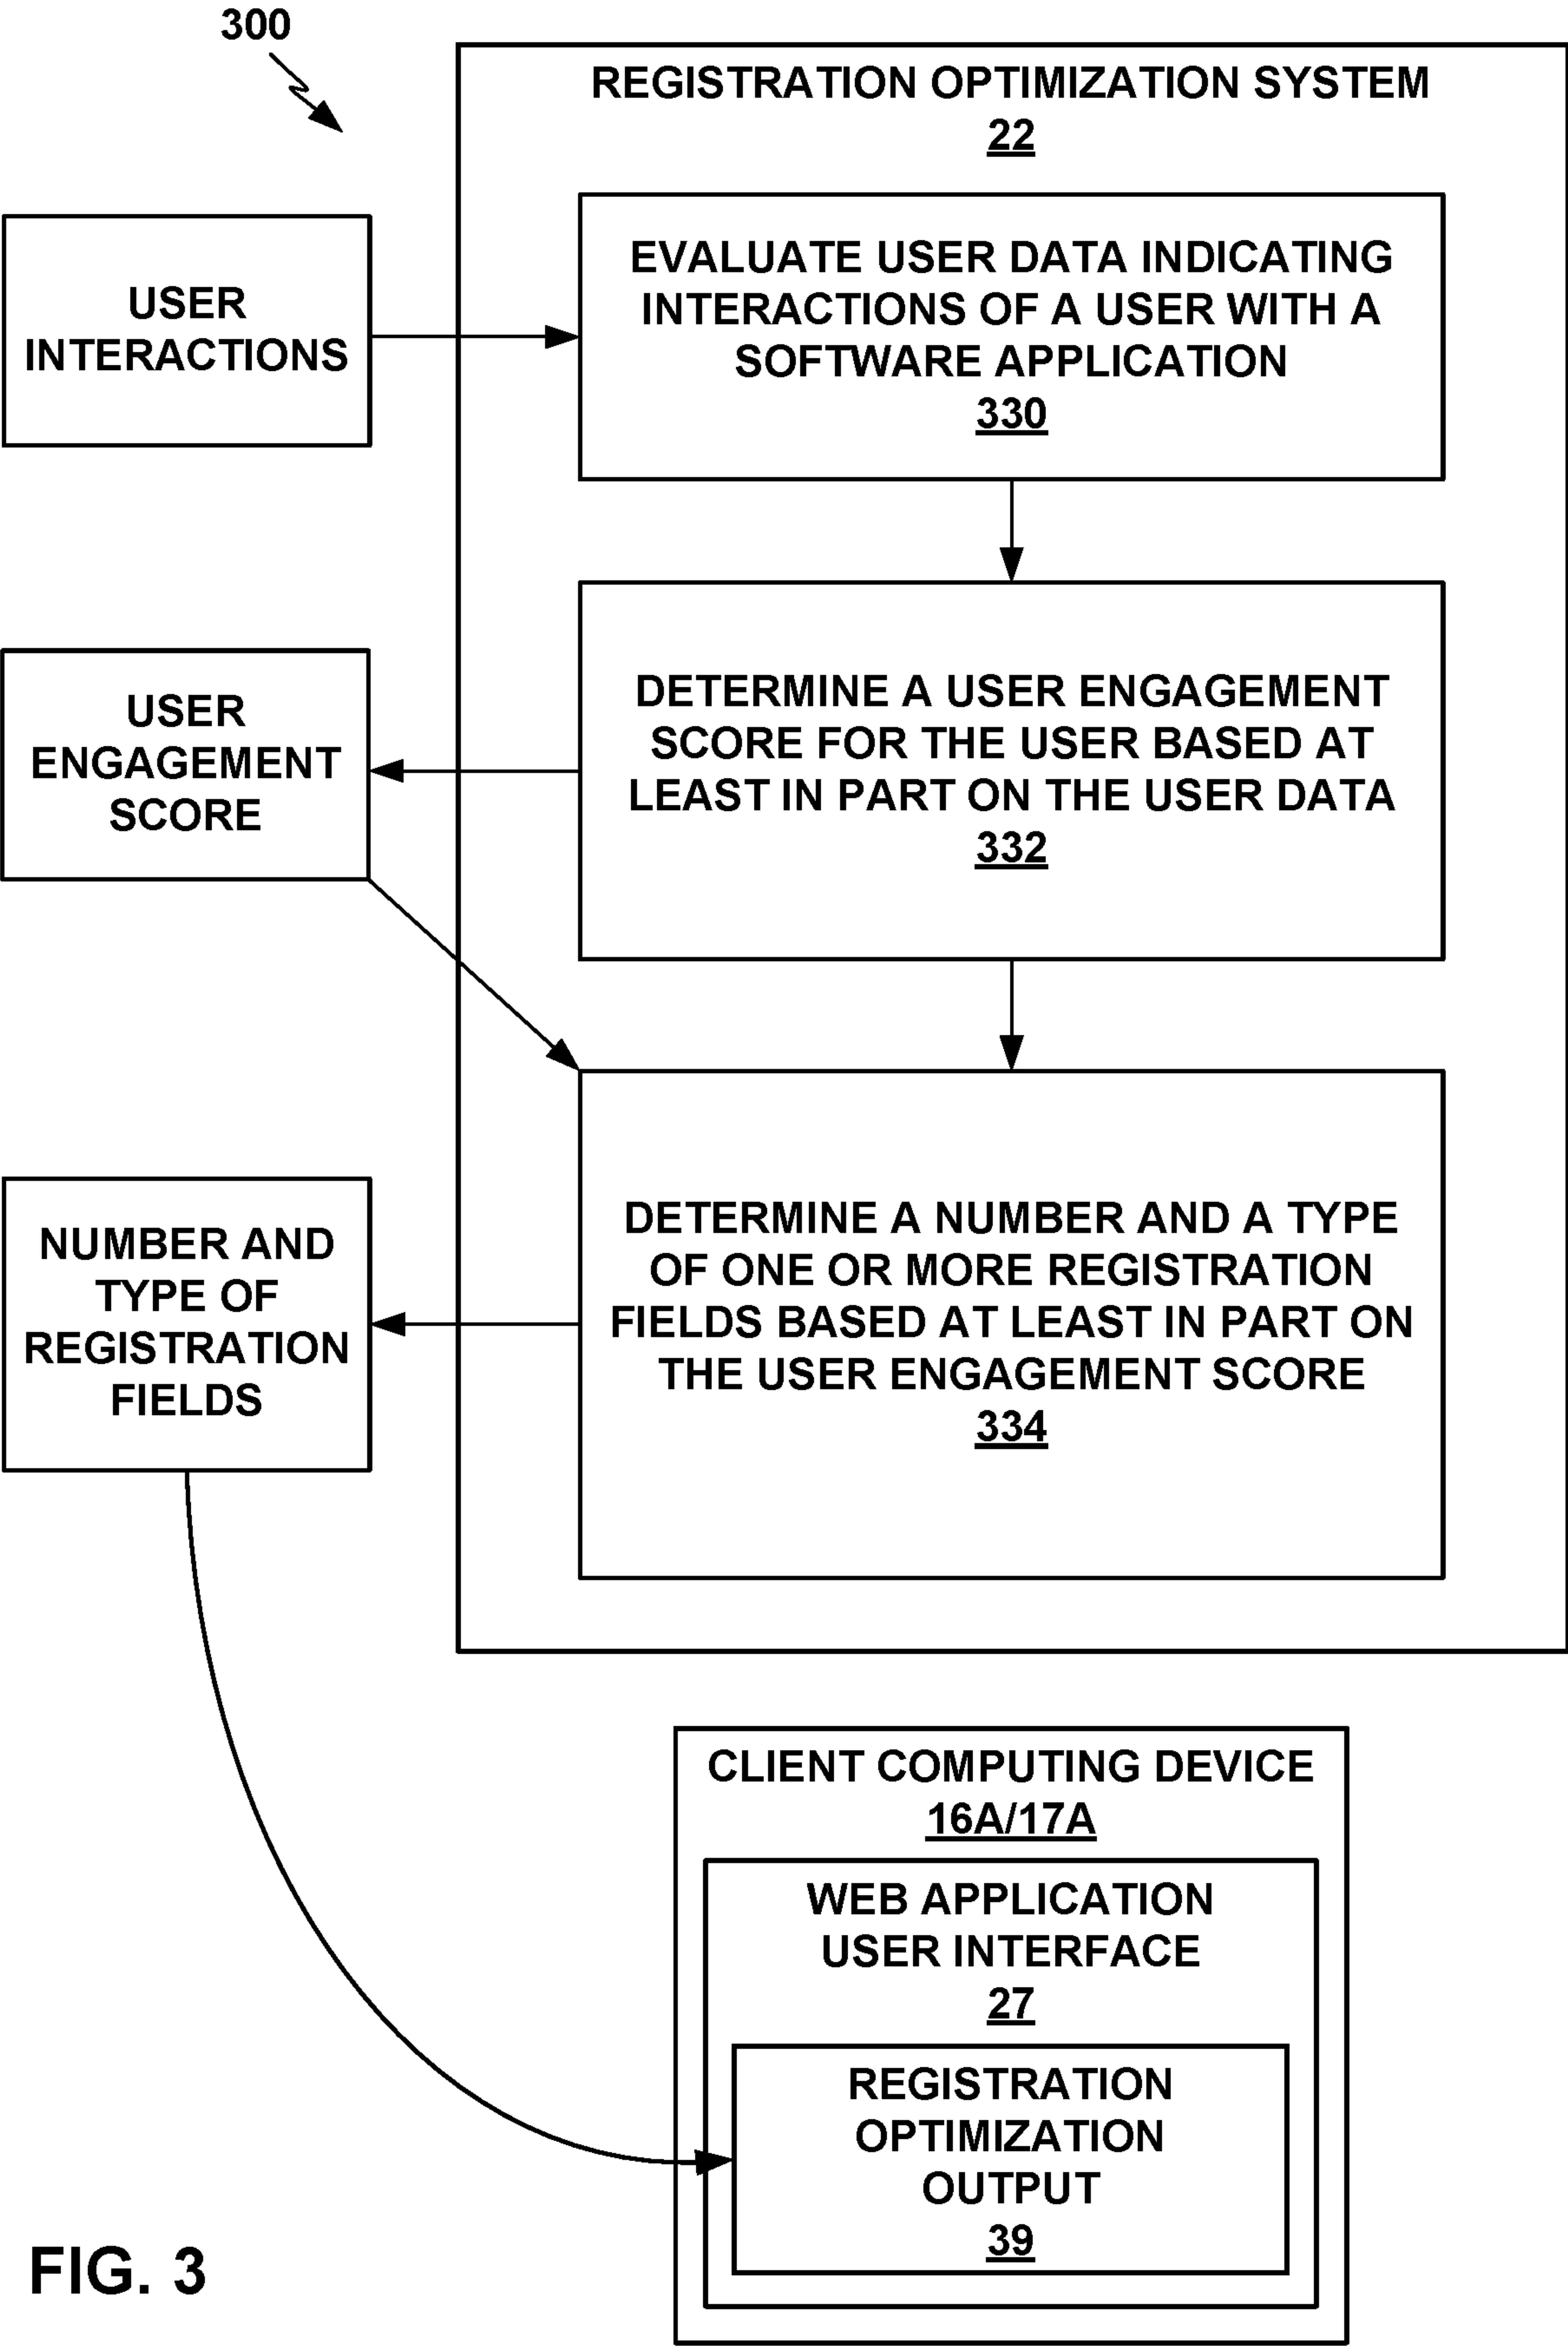 300
REGISTRATION OPTIMIZATION SYSTEM
22
USER
INTERACTIONS
EVALUATE USER DATA INDICATING
INTERACTIONS OF A USER WITH A
SOFTWARE APPLICATION
330
USER
ENGAGEMENT
SCORE
DETERMINE A USER ENGAGEMENT
SCORE FOR THE USER BASED AT
LEAST IN PART ON THE USER DATA
332
NUMBER AND
TYPE OF
REGISTRATION
FIELDS
DETERMINE A NUMBER AND A TYPE
OF ONE OR MORE REGISTRATION
FIELDS BASED AT LEAST IN PART ON
THE USER ENGAGEMENT SCORE
334
CLIENT COMPUTING DEVICE
16A/17A
WEB APPLICATION
USER INTERFACE
27
REGISTRATION
OPTIMIZATION
OUTPUT
39
FIG. 3